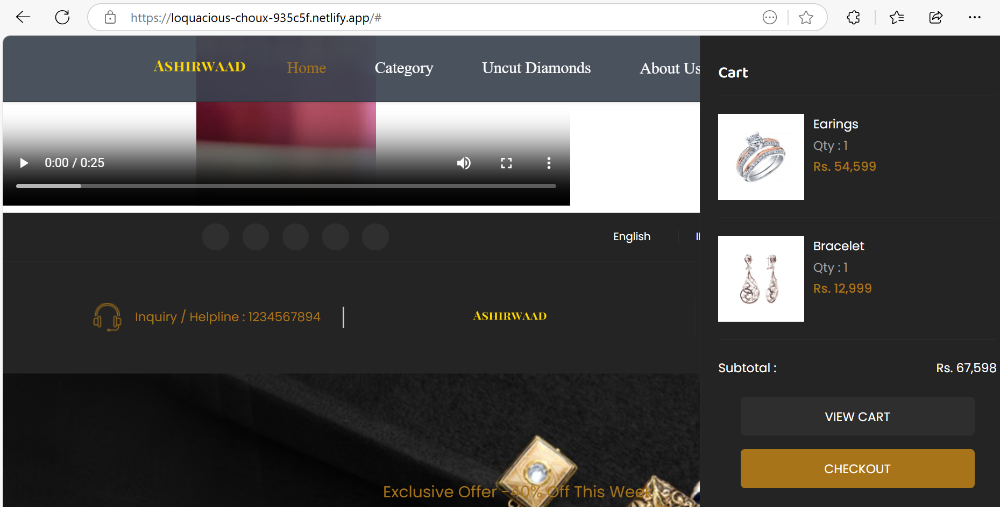 https://loquacious-choux-935c5f.netlify.app/#
ASHIRWAAD
Home
Category
Uncut Diamonds
About Us
0:00 / 0:25
English
Inquiry / Helpline : 1234567894
ASHIRWAAD
Exclusive Offer -40% Off This Week
Cart
Earings
Qty : 1
Rs. 54,599
Bracelet
Qty : 1
Rs. 12,999
Subtotal :
Rs. 67,598
VIEW CART
CHECKOUT